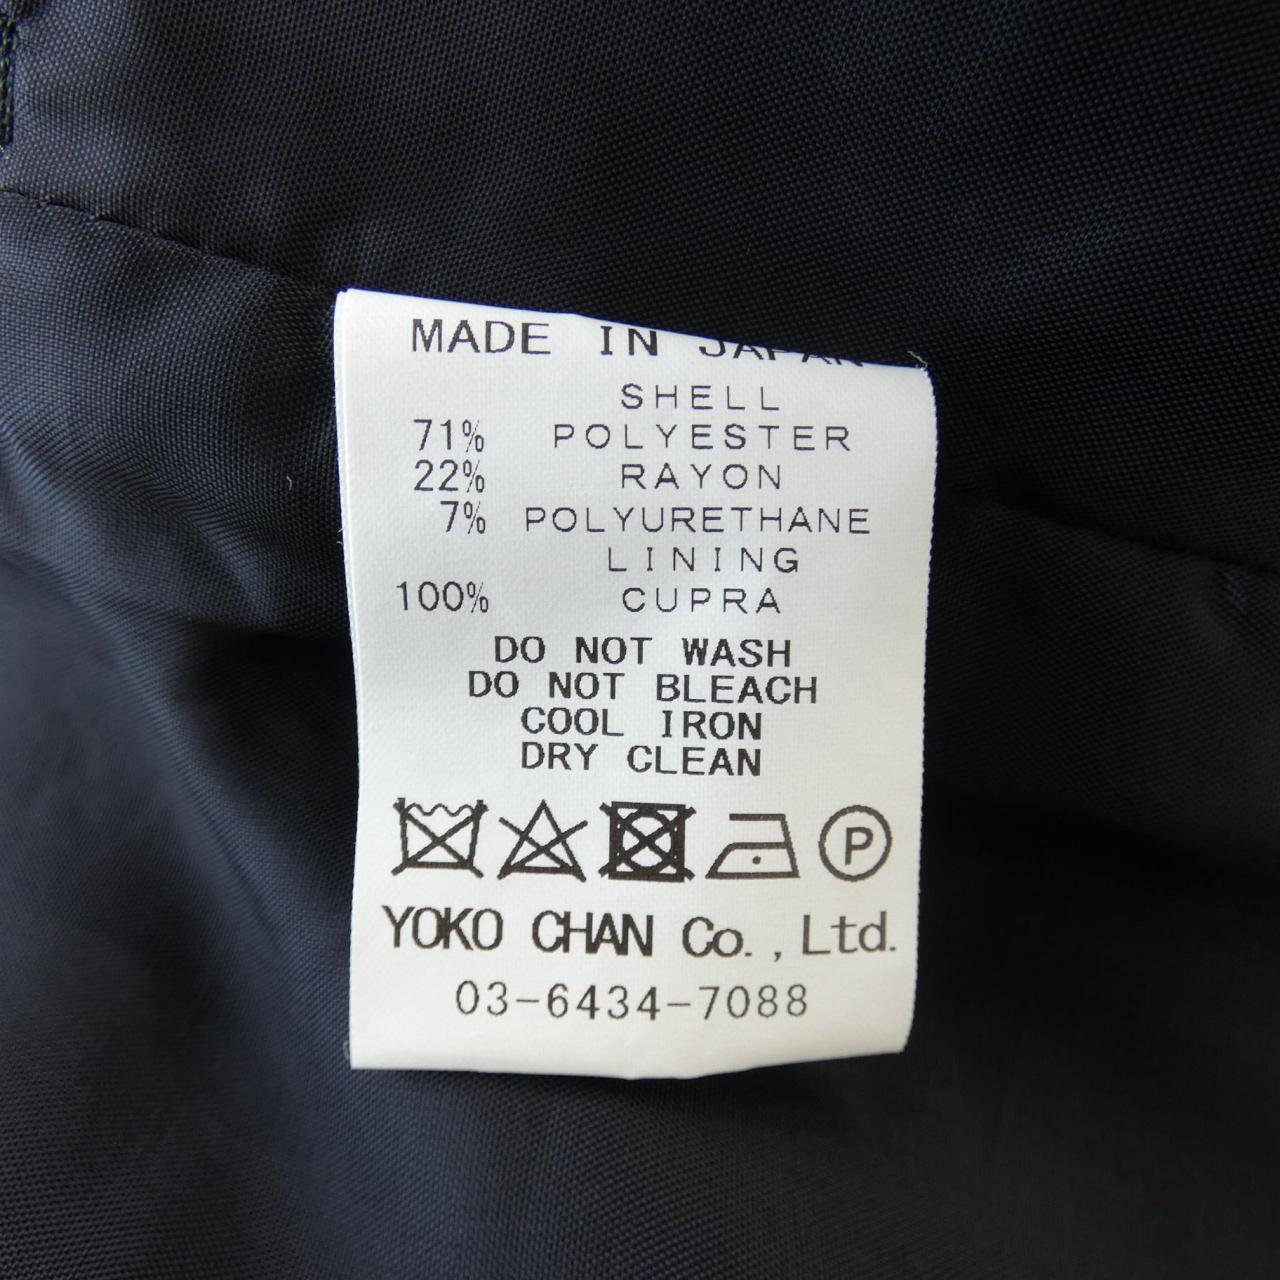 MADE IN JAPAN
SHELL
71% POLYESTER
22% RAYON
7% POLYURETHANE
LINING
100% CUPRA
DO NOT WASH
DO NOT BLEACH
COOL IRON
DRY CLEAN
P
YOKO CHAN Co., Ltd.
03-6434-7088